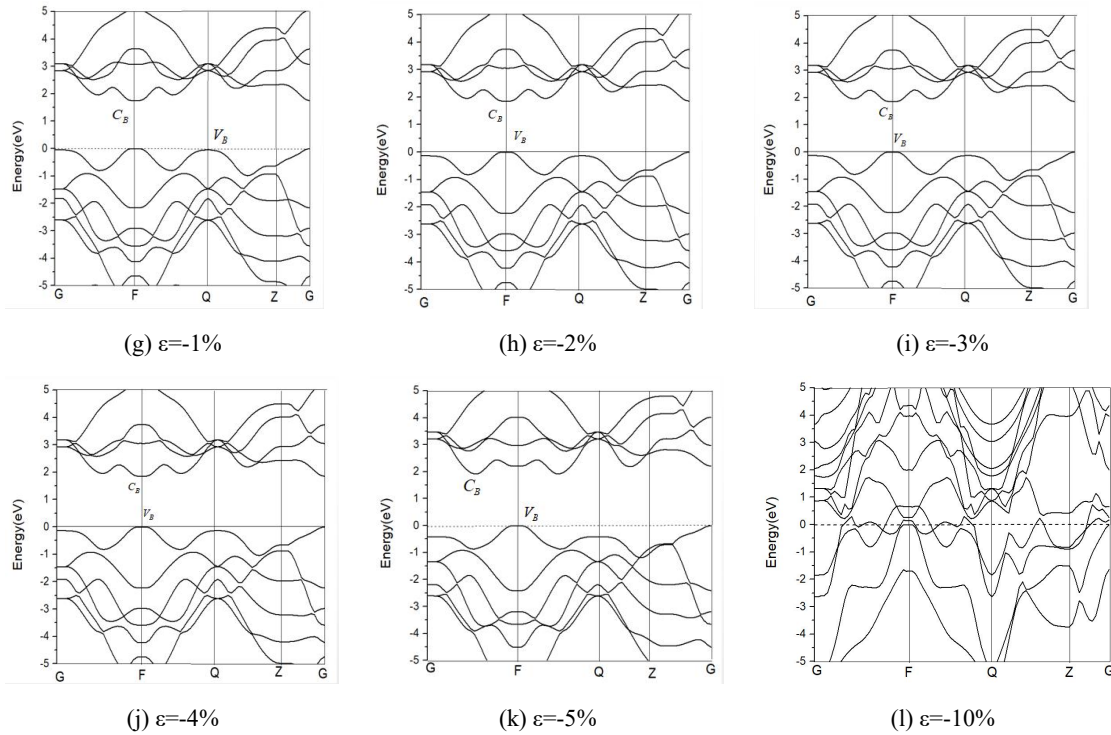 5
4
3
2
1
0
-1
-2
-3
-4
-5
Energy(eV)
C_B
V_B
G
F
Q
Z
G
(g) ε=-1%
5
4
3
2
1
0
-1
-2
-3
-4
-5
Energy(eV)
C_B
V_B
G
F
Q
Z
G
(h) ε=-2%
5
4
3
2
1
0
-1
-2
-3
-4
-5
Energy(eV)
C_B
V_B
G
F
Q
Z
G
(i) ε=-3%
5
4
3
2
1
0
-1
-2
-3
-4
-5
Energy(eV)
C_B
V_B
G
F
Q
Z
G
(j) ε=-4%
5
4
3
2
1
0
-1
-2
-3
-4
-5
Energy(eV)
C_B
V_B
G
F
Q
Z
G
(k) ε=-5%
5
4
3
2
1
0
-1
-2
-3
-4
-5
Energy(eV)
G
F
Q
Z
G
(l) ε=-10%